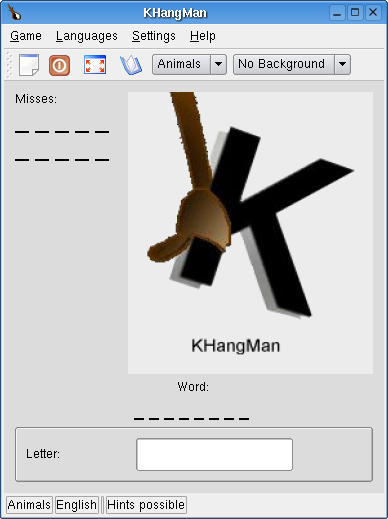 KHangMan
Game Languages Settings Help
Animals No Background
Misses:
KHangMan
Word:
Letter:
Animals English Hints possible